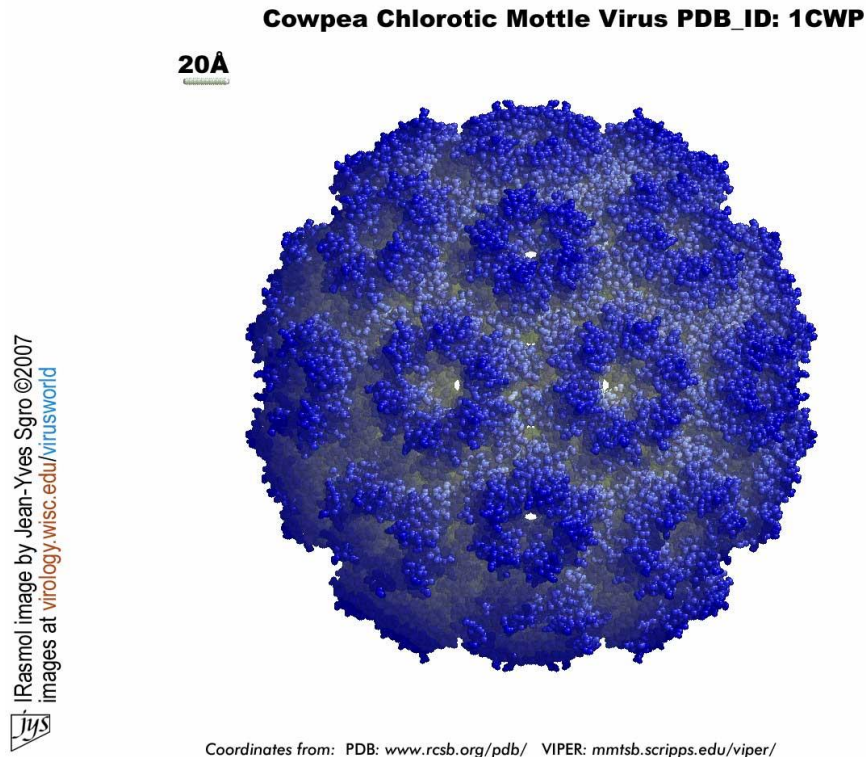 Cowpea Chlorotic Mottle Virus PDB_ID: 1CWP
20Å
IRasmol image by Jean-Yves Sgro ©2007
images at virology.wisc.edu/virusworld
jys
Coordinates from: PDB: www.rcsb.org/pdb/ VIPER: mmtsb.scripps.edu/viper/